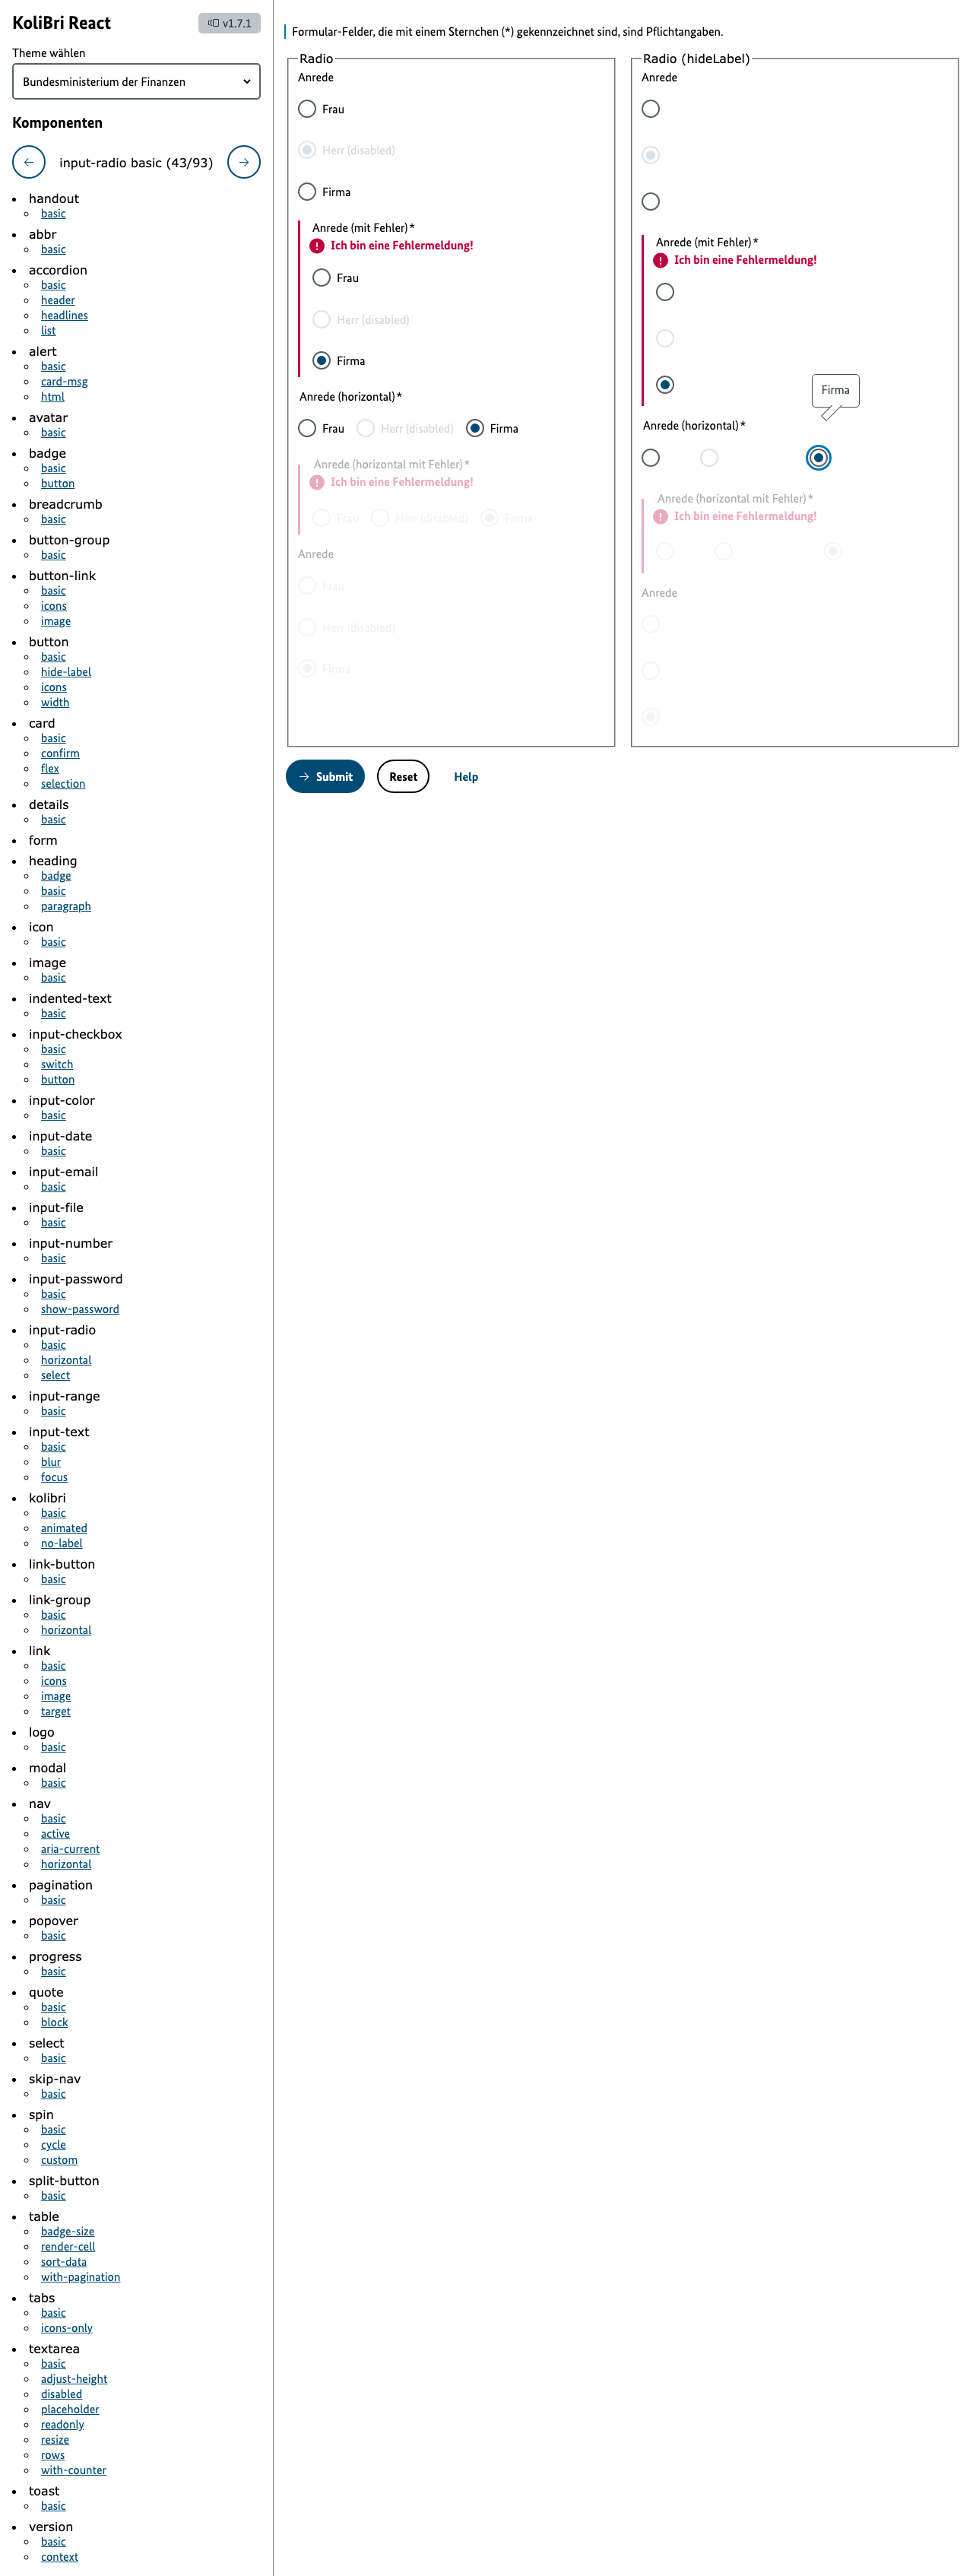 KoliBri React
v1.7.1
Theme wählen
Bundesministerium der Finanzen
Komponenten
input-radio basic (43/93)
handout
basic
abbr
basic
accordion
basic
header
headlines
list
alert
basic
card-msg
html
avatar
basic
badge
basic
button
breadcrumb
basic
button-group
basic
button-link
basic
icons
image
button
basic
hide-label
icons
width
card
basic
confirm
flex
selection
details
basic
form
heading
badge
basic
paragraph
icon
basic
image
basic
indented-text
basic
input-checkbox
basic
switch
button
input-color
basic
input-date
basic
input-email
basic
input-file
basic
input-number
basic
input-password
basic
show-password
input-radio
basic
horizontal
select
input-range
basic
input-text
basic
blur
focus
kolibri
basic
animated
no-label
link-button
basic
link-group
basic
horizontal
link
basic
icons
image
target
logo
basic
modal
basic
nav
basic
active
aria-current
horizontal
pagination
basic
popover
basic
progress
basic
quote
basic
block
select
basic
skip-nav
basic
spin
basic
cycle
custom
split-button
basic
table
badge-size
render-cell
sort-data
with-pagination
tabs
basic
icons-only
textarea
basic
adjust-height
disabled
placeholder
readonly
resize
rows
with-counter
toast
basic
version
basic
context
Formular-Felder, die mit einem Sternchen (*) gekennzeichnet sind, sind Pflichtangaben.
Radio
Anrede
Frau
Herr (disabled)
Firma
Anrede (mit Fehler)*
Ich bin eine Fehlermeldung!
Frau
Herr (disabled)
Firma
Anrede (horizontal)*
Frau Herr (disabled) Firma
Anrede (horizontal mit Fehler)*
Ich bin eine Fehlermeldung!
Frau Herr (disabled) Firma
Anrede
Frau
Herr (disabled)
Firma
Radio (hideLabel)
Anrede
Anrede (mit Fehler)*
Ich bin eine Fehlermeldung!
Firma
Anrede (horizontal)*
Anrede (horizontal mit Fehler)*
Ich bin eine Fehlermeldung!
Anrede
Submit Reset Help